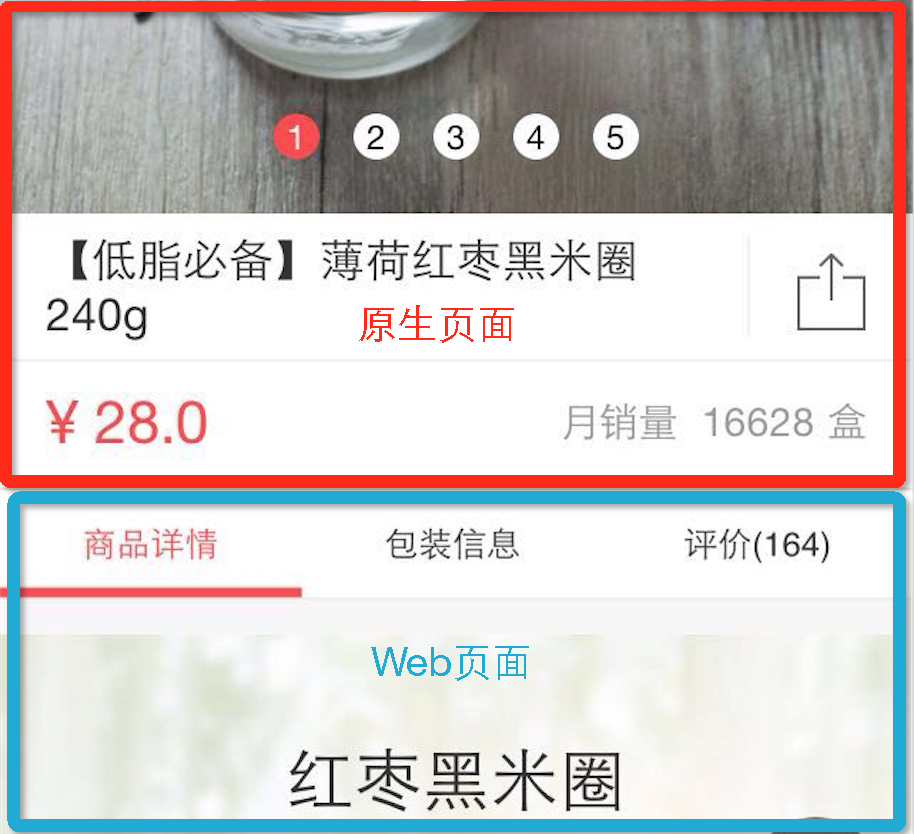 1 2 3 4 5
【低脂必备】薄荷红枣黑米圈
240g
原生页面
¥ 28.0 月销量 16628 盒
商品详情 包装信息 评价(164)
Web页面
红枣黑米圈